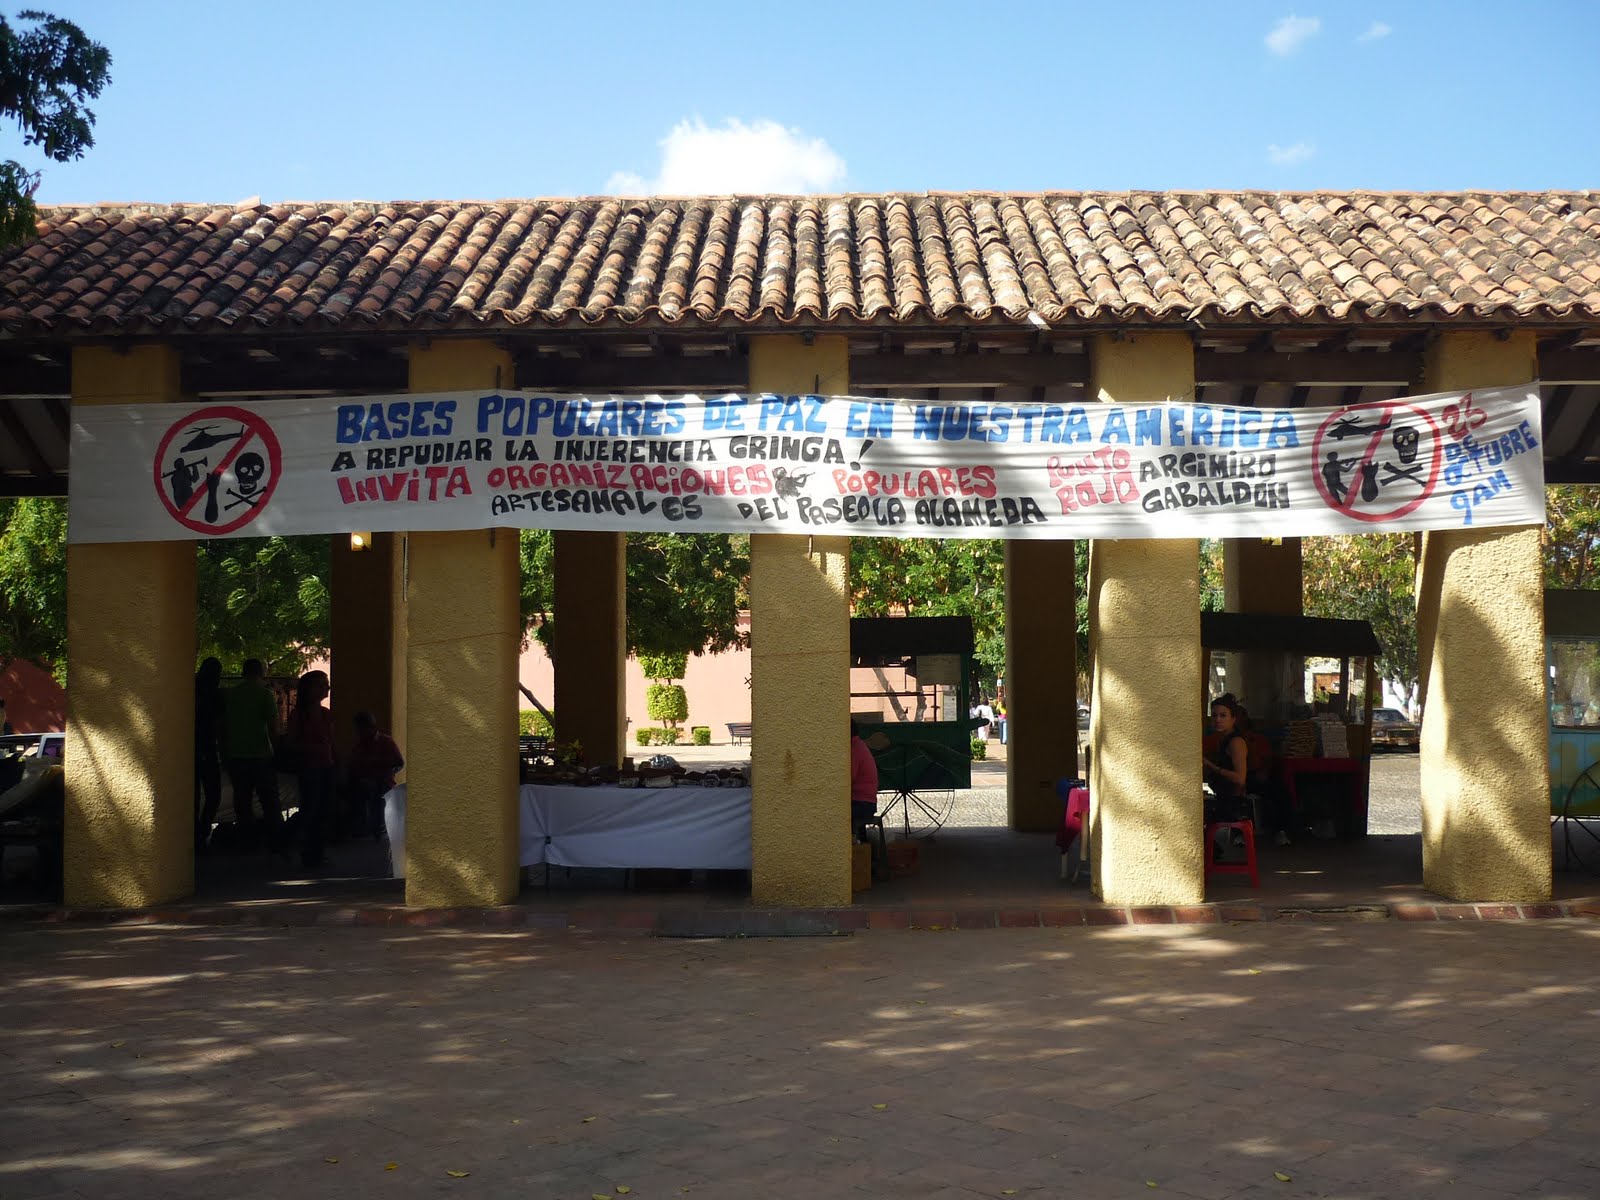 BASES POPULARES DE PAZ EN NUESTRA AMERICA
A REPUDIAR LA INJERENCIA GRINGA!
INVITA ORGANIZACIONES POPULARES
ARTESANALES DEL PASEO LA ALAMEDA
PUNTO
ROJO
ARGIMIRO
GABALDON
23
DE
OCTUBRE
9AM